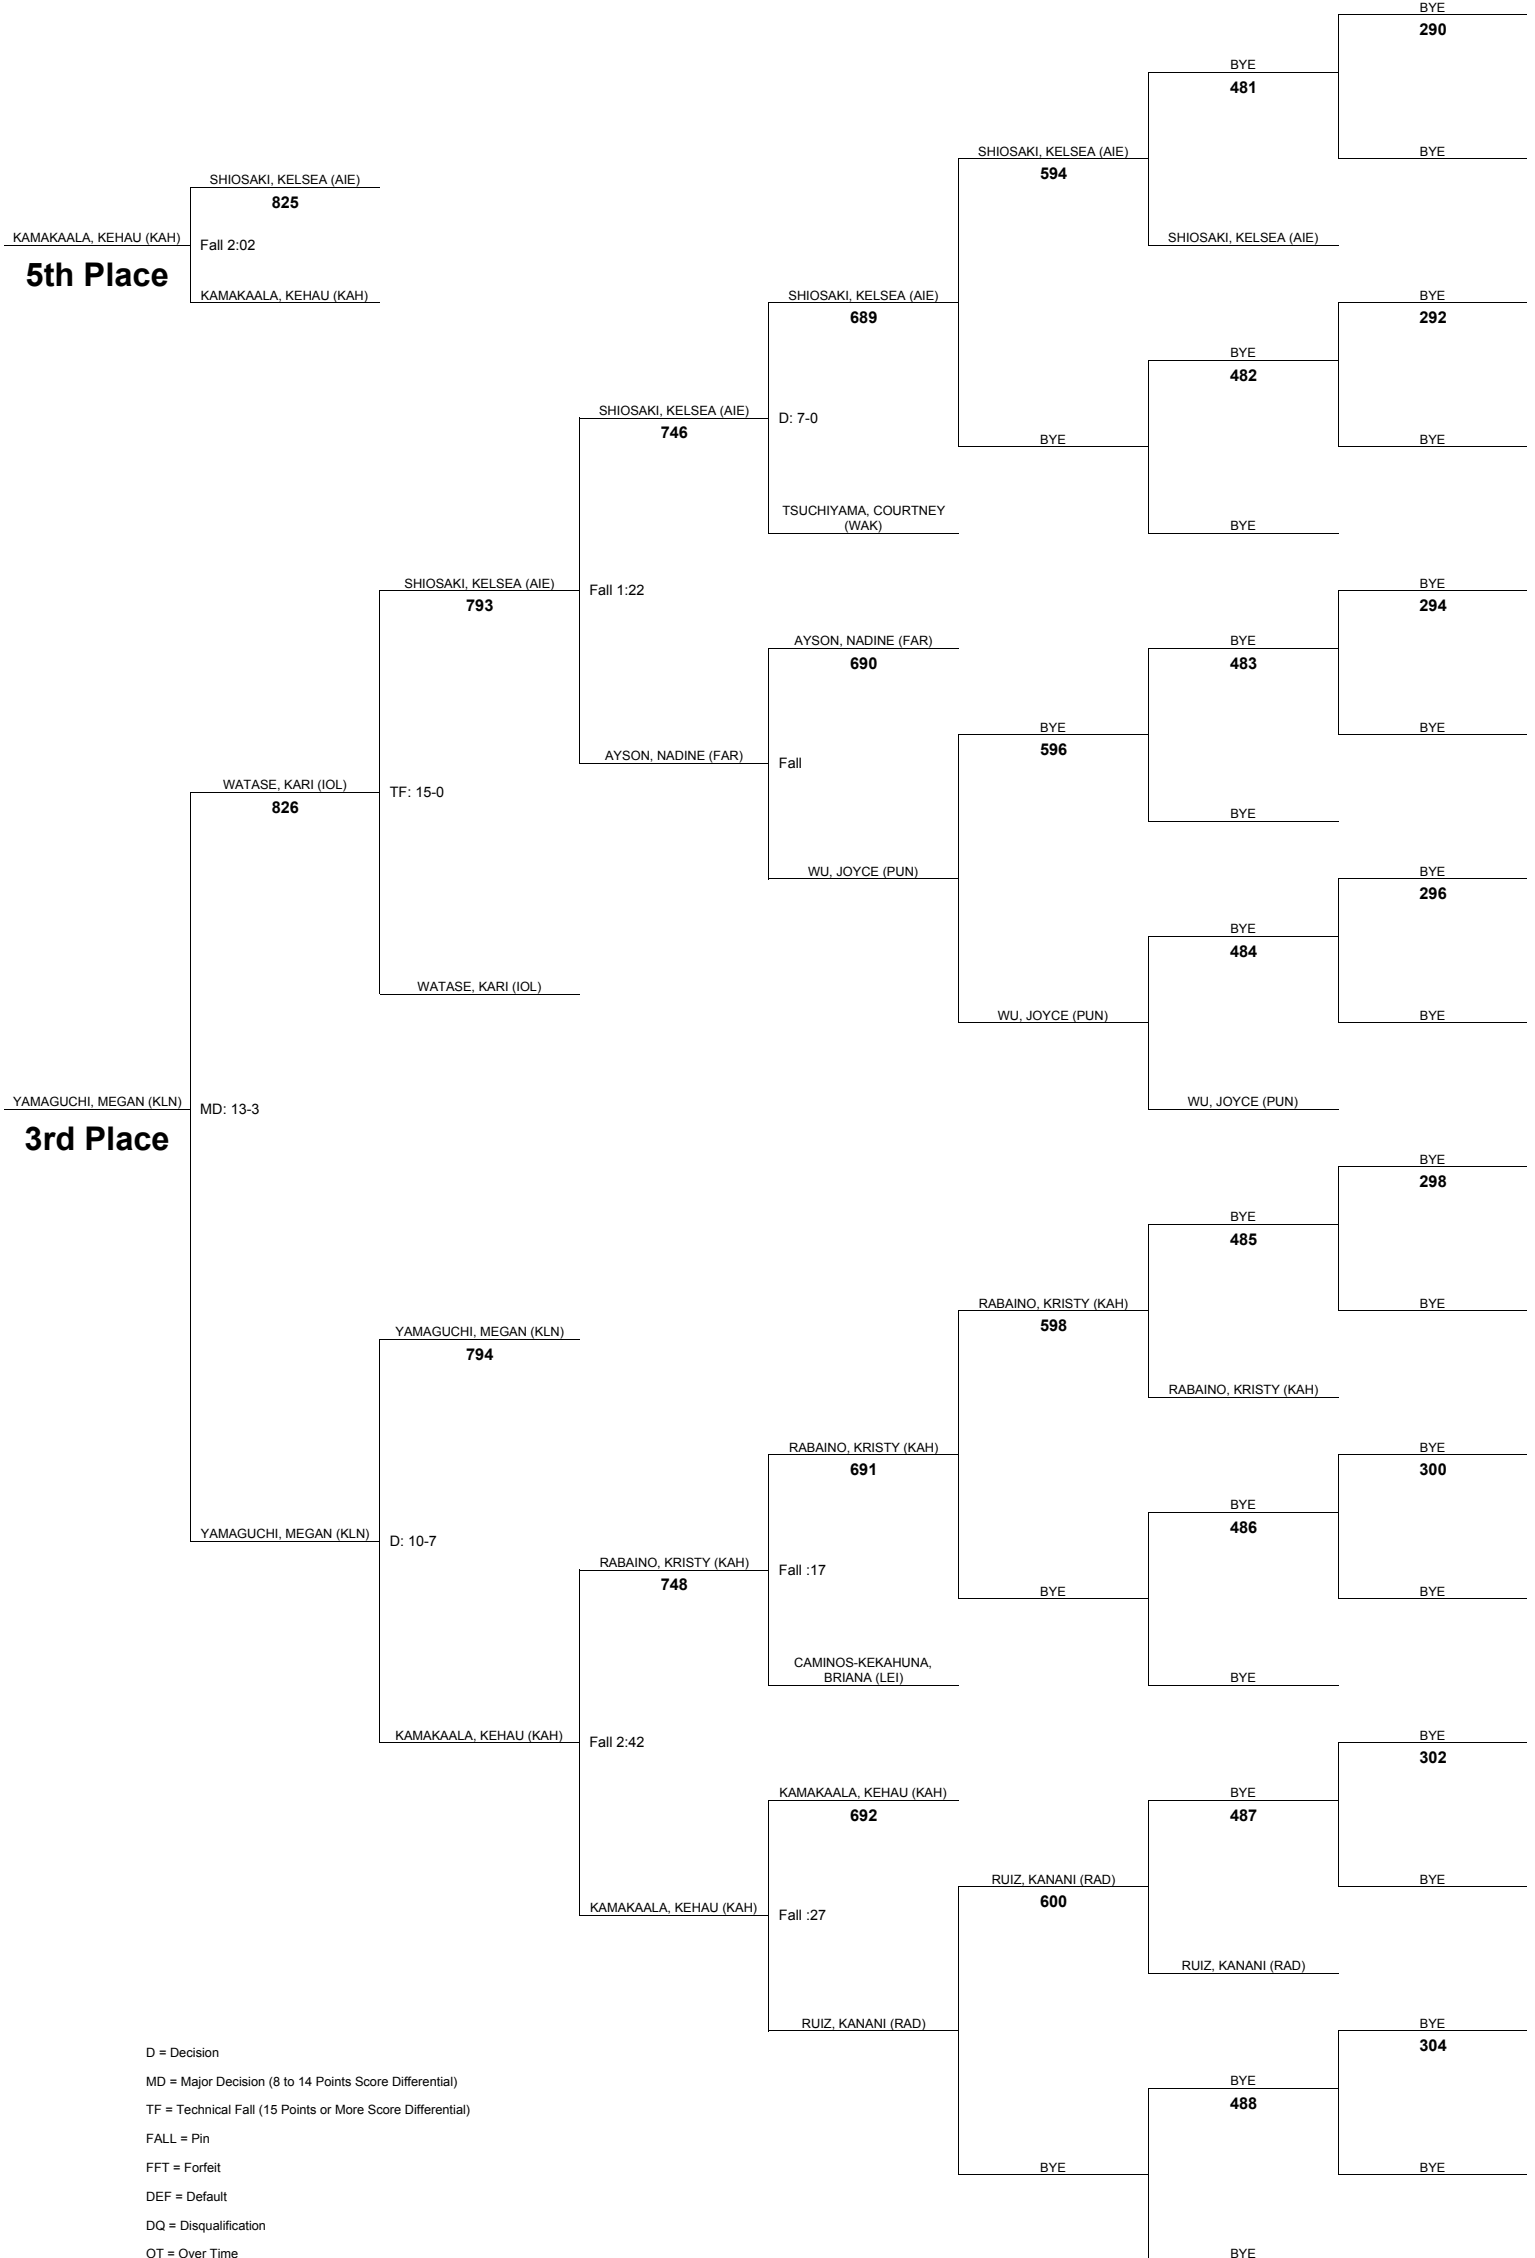 BYE
290
BYE
481
SHIOSAKI, KELSEA (AIE)
594
BYE
SHIOSAKI, KELSEA (AIE)
825
KAMAKAALA, KEHAU (KAH)
Fall 2:02
SHIOSAKI, KELSEA (AIE)
5th Place
KAMAKAALA, KEHAU (KAH)
SHIOSAKI, KELSEA (AIE)
689
BYE
292
BYE
482
SHIOSAKI, KELSEA (AIE)
746
D: 7-0
BYE
BYE
TSUCHIYAMA, COURTNEY
(WAK)
BYE
SHIOSAKI, KELSEA (AIE)
793
Fall 1:22
BYE
294
AYSON, NADINE (FAR)
690
BYE
483
BYE
596
BYE
AYSON, NADINE (FAR)
Fall
WATASE, KARI (IOL)
826
TF: 15-0
BYE
WU, JOYCE (PUN)
BYE
296
BYE
484
WATASE, KARI (IOL)
WU, JOYCE (PUN)
BYE
YAMAGUCHI, MEGAN (KLN)
MD: 13-3
WU, JOYCE (PUN)
3rd Place
BYE
298
BYE
485
RABAINO, KRISTY (KAH)
598
BYE
YAMAGUCHI, MEGAN (KLN)
794
RABAINO, KRISTY (KAH)
RABAINO, KRISTY (KAH)
691
BYE
300
BYE
486
YAMAGUCHI, MEGAN (KLN)
D: 10-7
RABAINO, KRISTY (KAH)
748
Fall :17
BYE
BYE
CAMINOS-KEKAHUNA,
BRIANA (LEI)
BYE
KAMAKAALA, KEHAU (KAH)
Fall 2:42
BYE
302
KAMAKAALA, KEHAU (KAH)
692
BYE
487
RUIZ, KANANI (RAD)
600
BYE
KAMAKAALA, KEHAU (KAH)
Fall :27
RUIZ, KANANI (RAD)
RUIZ, KANANI (RAD)
BYE
304
D = Decision
MD = Major Decision (8 to 14 Points Score Differential)
BYE
488
TF = Technical Fall (15 Points or More Score Differential)
FALL = Pin
FFT = Forfeit
BYE
BYE
DEF = Default
DQ = Disqualification
OT = Over Time
BYE